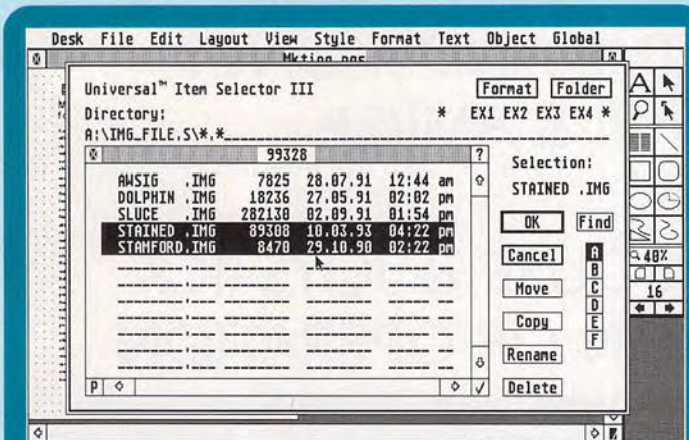 Desk File Edit Layout View Style Format Text Object Global
Universal™ Item Selector III
Format Folder
Directory:
* EX1 EX2 EX3 EX4 *
A:\IMG_FILE.S\*.*
99328 ?
AWSIG .IMG 7825 28.07.91 12:44 am
DOLPHIN .IMG 18236 27.05.91 02:02 pm
SLUCE .IMG 282130 02.09.91 01:54 pm
STAINED .IMG 89308 10.03.93 04:22 pm
STAMFORD.IMG 8470 29.10.90 02:22 pm
P
Selection:
STAINED .IMG
OK Find
Cancel
Move
Copy
Rename
Delete
A
B
C
D
E
F
A
40%
16